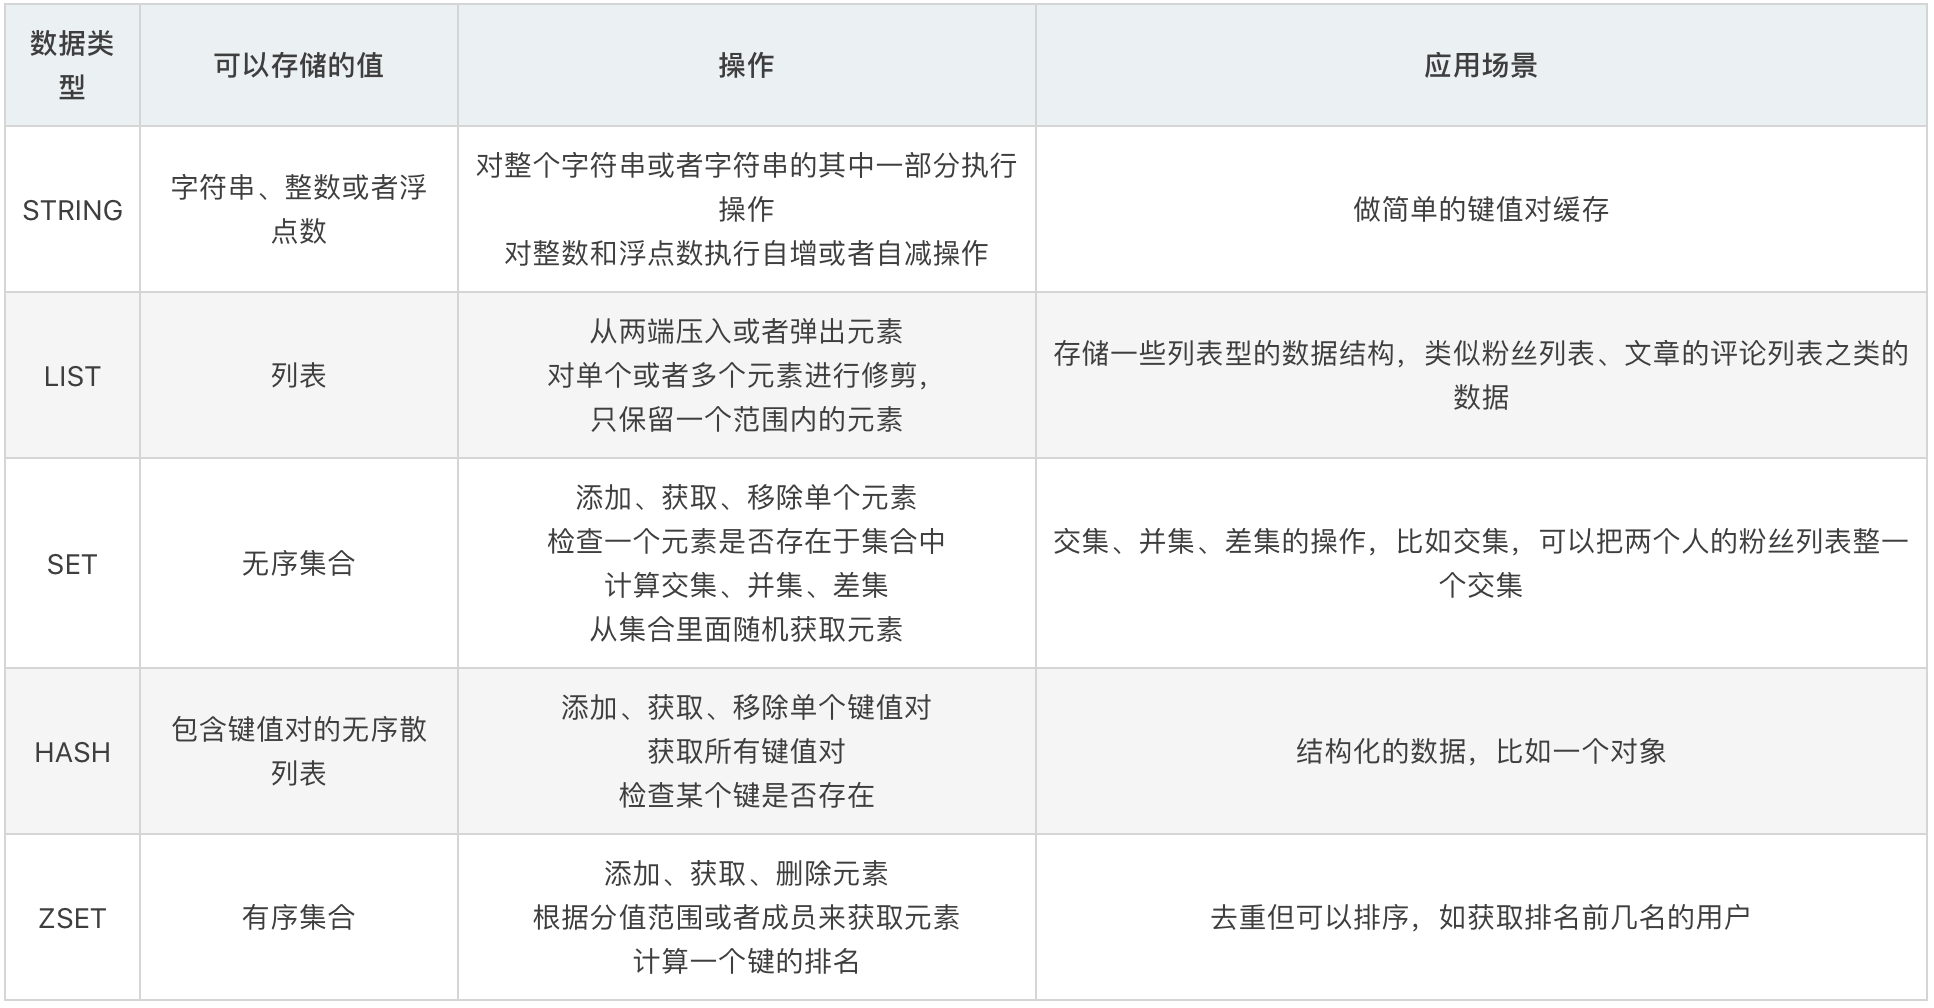 数据类
型
可以存储的值
操作
应用场景
STRING
字符串、整数或者浮
点数
对整个字符串或者字符串的其中一部分执行
操作
对整数和浮点数执行自增或者自减操作
做简单的键值对缓存
LIST
列表
从两端压入或者弹出元素
对单个或者多个元素进行修剪，
只保留一个范围内的元素
存储一些列表型的数据结构，类似粉丝列表、文章的评论列表之类的
数据
SET
无序集合
添加、获取、移除单个元素
检查一个元素是否存在于集合中
计算交集、并集、差集
从集合里面随机获取元素
交集、并集、差集的操作，比如交集，可以把两个人的粉丝列表整一
个交集
HASH
包含键值对的无序散
列表
添加、获取、移除单个键值对
获取所有键值对
检查某个键是否存在
结构化的数据，比如一个对象
ZSET
有序集合
添加、获取、删除元素
根据分值范围或者成员来获取元素
计算一个键的排名
去重但可以排序，如获取排名前几名的用户